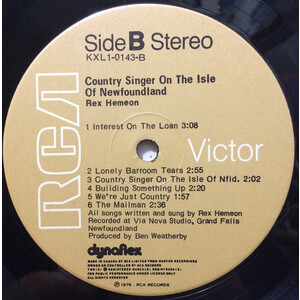 Side B Stereo
KXL1-0143-B
Country Singer On The Isle
Of Newfoundland
Rex Hemeon
1 Interest On The Loan 3:08
RCA Victor
2 Lonely Barroom Tears 2:55
3 Country Singer On The Isle Of Nfld. 2:02
4 Building Something Up 2:20
5 We're Just Country 1:57
6 The Mailman 2:36
All songs written and sung by Rex Hemeon
Recorded at Via Nova Studio, Grand Falls
Newfoundland
Produced by Ben Weatherby
dynaflex